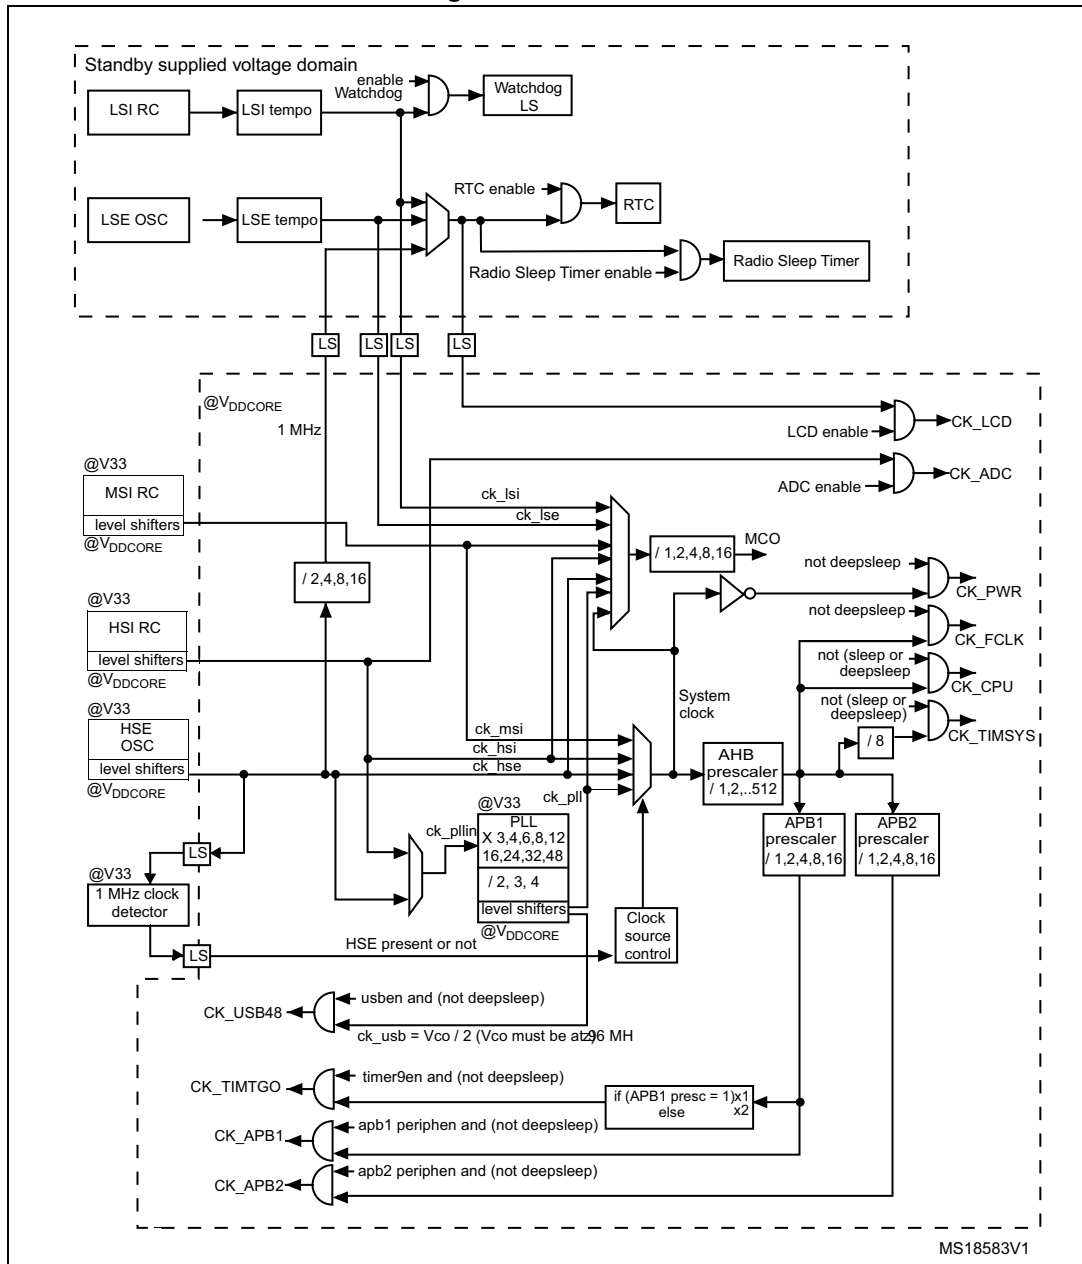 Standby supplied voltage domain
enable
Watchdog
Watchdog
LS
LSI RC
LSI tempo
RTC enable
RTC
LSE OSC
LSE tempo
Radio Sleep Timer enable
Radio Sleep Timer
LS
LS
LS
LS
@VDDCORE
1 MHz
LCD enable
CK_LCD
@V33
MSI RC
level shifters
@VDDCORE
ADC enable
CK_ADC
ck_lsi
ck_lse
/ 1,2,4,8,16
MCO
/ 2,4,8,16
not deepsleep
CK_PWR
@V33
HSI RC
level shifters
@VDDCORE
not deepsleep
CK_FCLK
not (sleep or
deepsleep
CK_CPU
System
clock
not (sleep or
deepsleep)
CK_TIMSYS
/ 8
@V33
HSE
OSC
level shifters
@VDDCORE
ck_msi
ck_hsi
ck_hse
ck_pll
AHB
prescaler
/ 1,2,..512
@V33
PLL
X 3,4,6,8,12
16,24,32,48
/ 2, 3, 4
level shifters
@VDDCORE
ck_pllin
APB1
prescaler
/ 1,2,4,8,16
APB2
prescaler
/ 1,2,4,8,16
LS
@V33
1 MHz clock
detector
LS
HSE present or not
Clock
source
control
CK_USB48
usben and (not deepsleep)
ck_usb = Vco / 2 (Vco must be at 96 MHz)
CK_TIMTGO
timer9en and (not deepsleep)
if (APB1 presc = 1)x1
else x2
CK_APB1
apb1 periphen and (not deepsleep)
CK_APB2
apb2 periphen and (not deepsleep)
MS18583V1